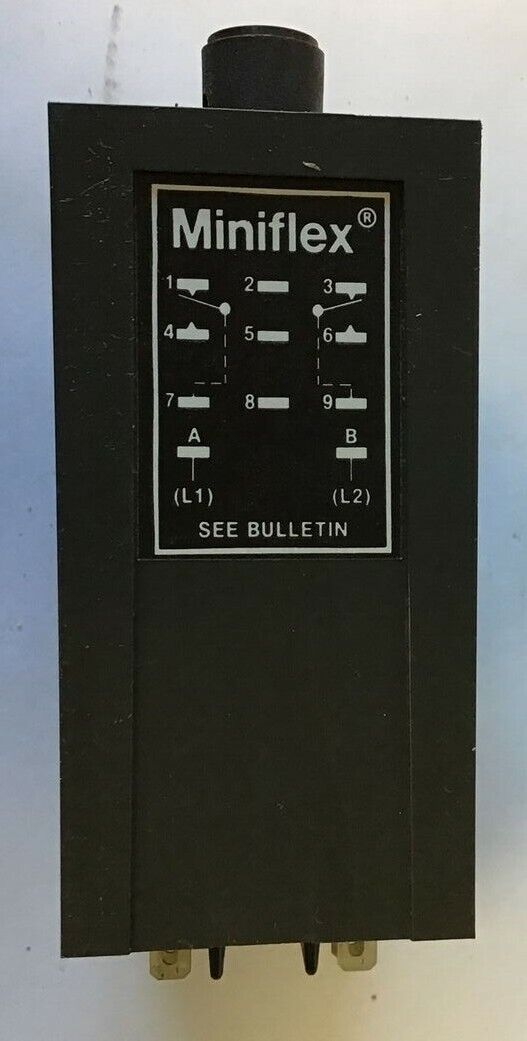 Miniflex®
1 2 3
4 5 6
7 8 9
A B
(L1) (L2)
SEE BULLETIN